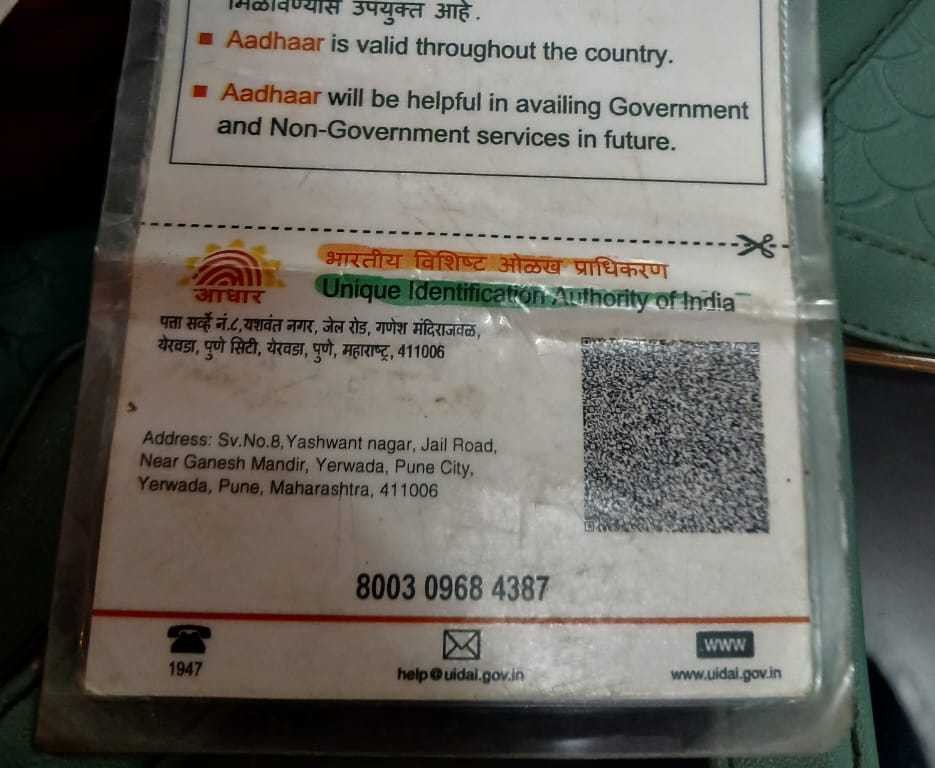 मिळविण्यास उपयुक्त आहे.
Aadhaar is valid throughout the country.
Aadhaar will be helpful in availing Government
and Non-Government services in future.
भारतीय विशिष्ट ओळख प्राधिकरण
Unique Identification Authority of India
आधार
पत्ता सर्व्हे नं.८,यशवंत नगर, जेल रोड, गणेश मंदिराजवळ,
येरवडा, पुणे सिटी, येरवडा, पुणे, महाराष्ट्र, 411006
Address: Sv.No.8,Yashwant nagar, Jail Road,
Near Ganesh Mandir, Yerwada, Pune City,
Yerwada, Pune, Maharashtra, 411006
8003 0968 4387
1947
help@uidai.gov.in
www
www.uidai.gov.in